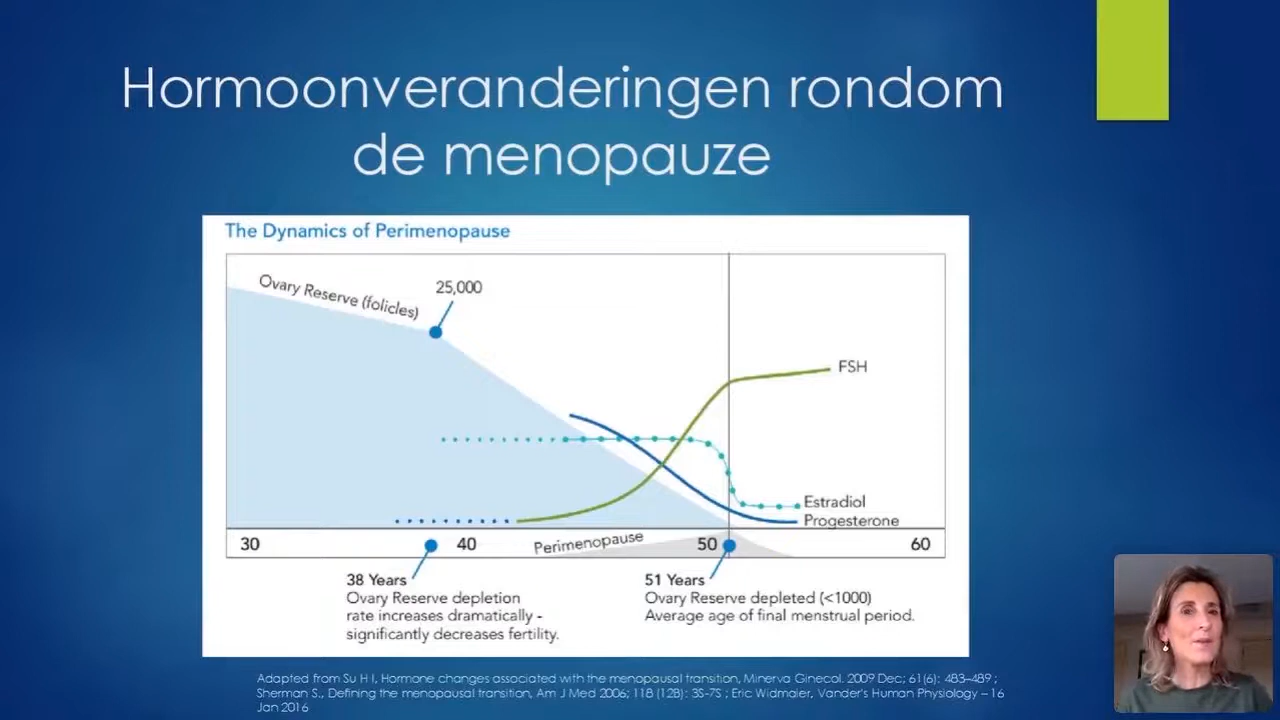 Hormoonveranderingen rondom
de menopauze
The Dynamics of Perimenopause
Ovary Reserve (folicles)
25,000
FSH
Estradiol
Progesterone
30
40
Perimenopause
50
60
38 Years
Ovary Reserve depletion
rate increases dramatically -
significantly decreases fertility.
51 Years
Ovary Reserve depleted (<1000)
Average age of final menstrual period.
Adapted from Su H I, Hormone changes associated with the menopausal transition, Minerva Ginecol. 2009 Dec; 61(6): 483–489 ;
Sherman S., Defining the menopausal transition, Am J Med 2006; 118 (12B): 3S-7S ; Eric Widmaier, Vander's Human Physiology – 16
Jan 2016